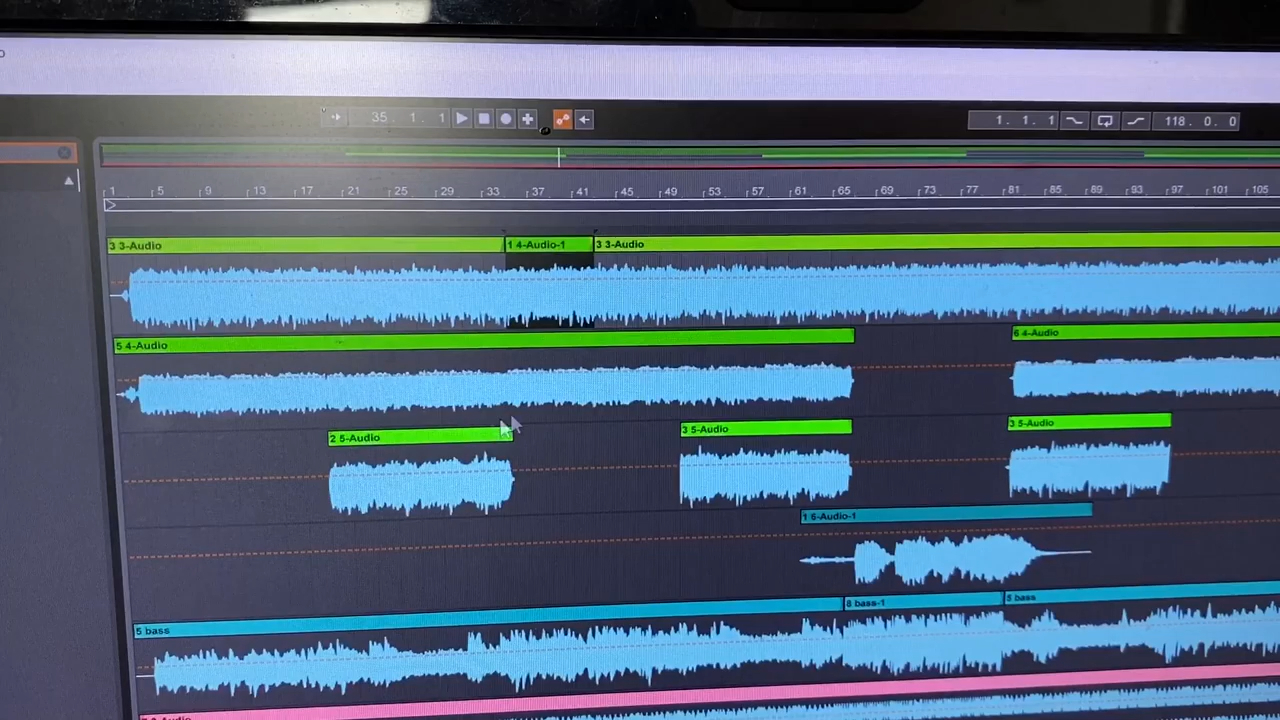 35. 1. 1
1. 1. 1
118. 0. 0
1 5 9 13 17 21 25 29 33 37 41 45 49 53 57 61 65 69 73 77 81 85 89 93 97 101 105
3 3-Audio
1 4-Audio-1
3 3-Audio
5 4-Audio
6 4-Audio
2 5-Audio
3 5-Audio
3 5-Audio
1 6-Audio-1
5 bass
8 bass-1
5 bass